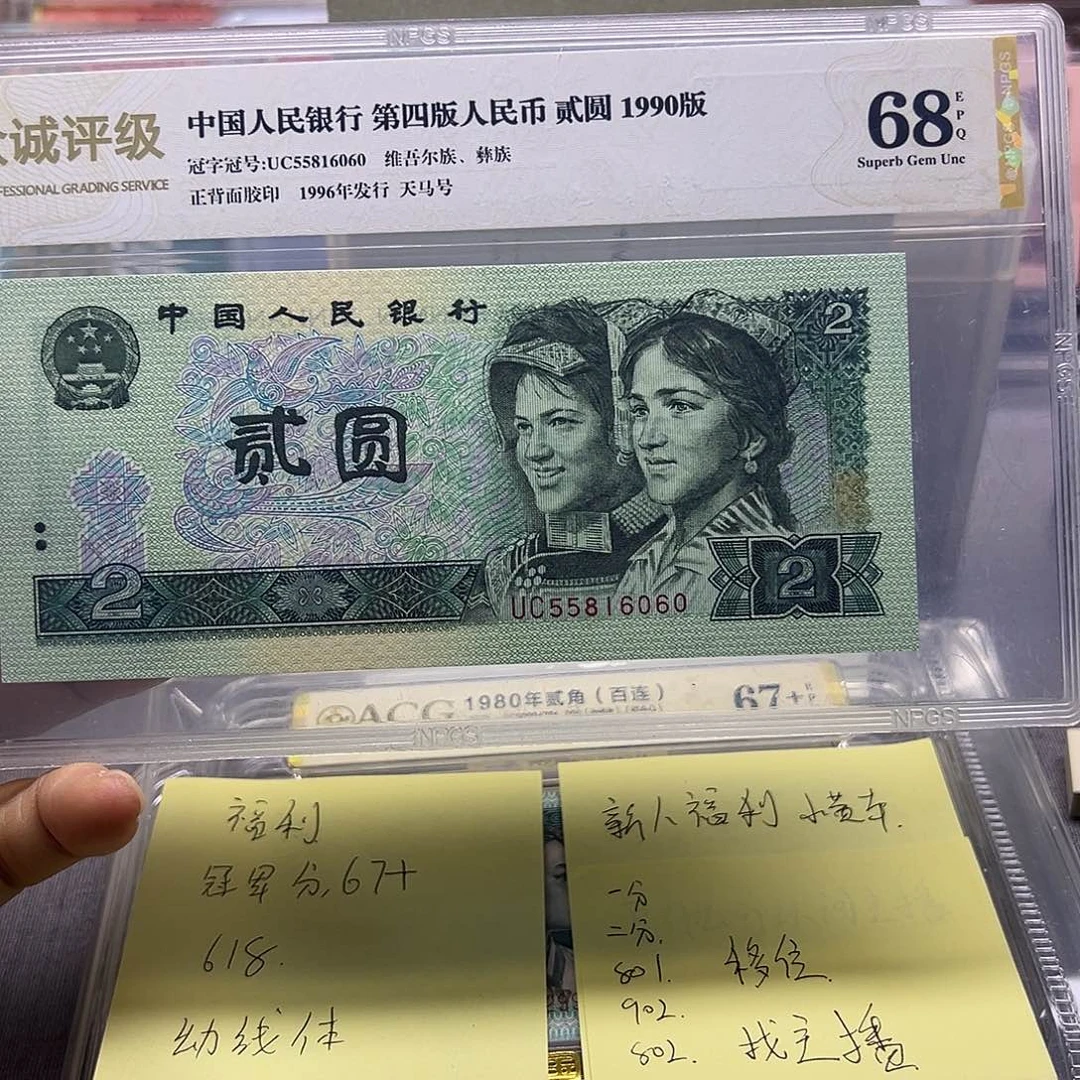 NPGS
NPGS
诚评级
FESSIONAL GRADING SERVICE
中国人民银行 第四版人民币 贰圆 1990版
冠字冠号:UC55816060 维吾尔族、彝族
正背面胶印 1996年发行 天马号
68 EPQ
Superb Gem Unc
中国人民银行
2
贰圆
2
2
UC55816060
ACG 1980年贰角(百连)
67+
NPGS
NPGS
福利
冠军分,67+
618.
幼线体
新人福利 小黄车.
一分
二分.
801. 移位.
902.
802. 找主播